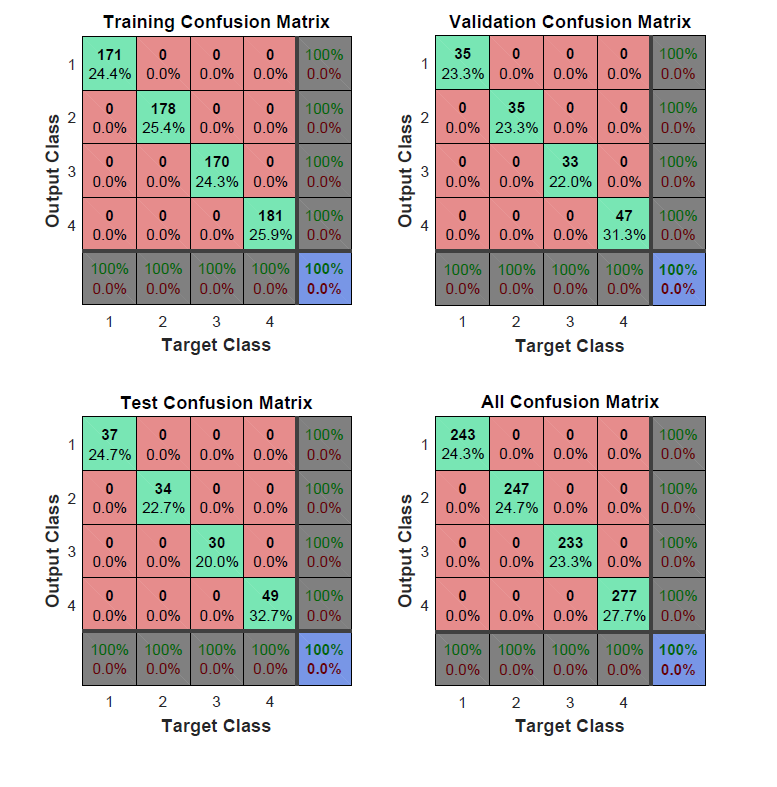 Training Confusion Matrix
Output Class
1
171 0 0 0 100%
24.4% 0.0% 0.0% 0.0% 0.0%
2
0 178 0 0 100%
0.0% 25.4% 0.0% 0.0% 0.0%
3
0 0 170 0 100%
0.0% 0.0% 24.3% 0.0% 0.0%
4
0 0 0 181 100%
0.0% 0.0% 0.0% 25.9% 0.0%
100% 100% 100% 100% 100%
0.0% 0.0% 0.0% 0.0% 0.0%
1 2 3 4
Target Class
Validation Confusion Matrix
Output Class
1
35 0 0 0 100%
23.3% 0.0% 0.0% 0.0% 0.0%
2
0 35 0 0 100%
0.0% 23.3% 0.0% 0.0% 0.0%
3
0 0 33 0 100%
0.0% 0.0% 22.0% 0.0% 0.0%
4
0 0 0 47 100%
0.0% 0.0% 0.0% 31.3% 0.0%
100% 100% 100% 100% 100%
0.0% 0.0% 0.0% 0.0% 0.0%
1 2 3 4
Target Class
Test Confusion Matrix
Output Class
1
37 0 0 0 100%
24.7% 0.0% 0.0% 0.0% 0.0%
2
0 34 0 0 100%
0.0% 22.7% 0.0% 0.0% 0.0%
3
0 0 30 0 100%
0.0% 0.0% 20.0% 0.0% 0.0%
4
0 0 0 49 100%
0.0% 0.0% 0.0% 32.7% 0.0%
100% 100% 100% 100% 100%
0.0% 0.0% 0.0% 0.0% 0.0%
1 2 3 4
Target Class
All Confusion Matrix
Output Class
1
243 0 0 0 100%
24.3% 0.0% 0.0% 0.0% 0.0%
2
0 247 0 0 100%
0.0% 24.7% 0.0% 0.0% 0.0%
3
0 0 233 0 100%
0.0% 0.0% 23.3% 0.0% 0.0%
4
0 0 0 277 100%
0.0% 0.0% 0.0% 27.7% 0.0%
100% 100% 100% 100% 100%
0.0% 0.0% 0.0% 0.0% 0.0%
1 2 3 4
Target Class